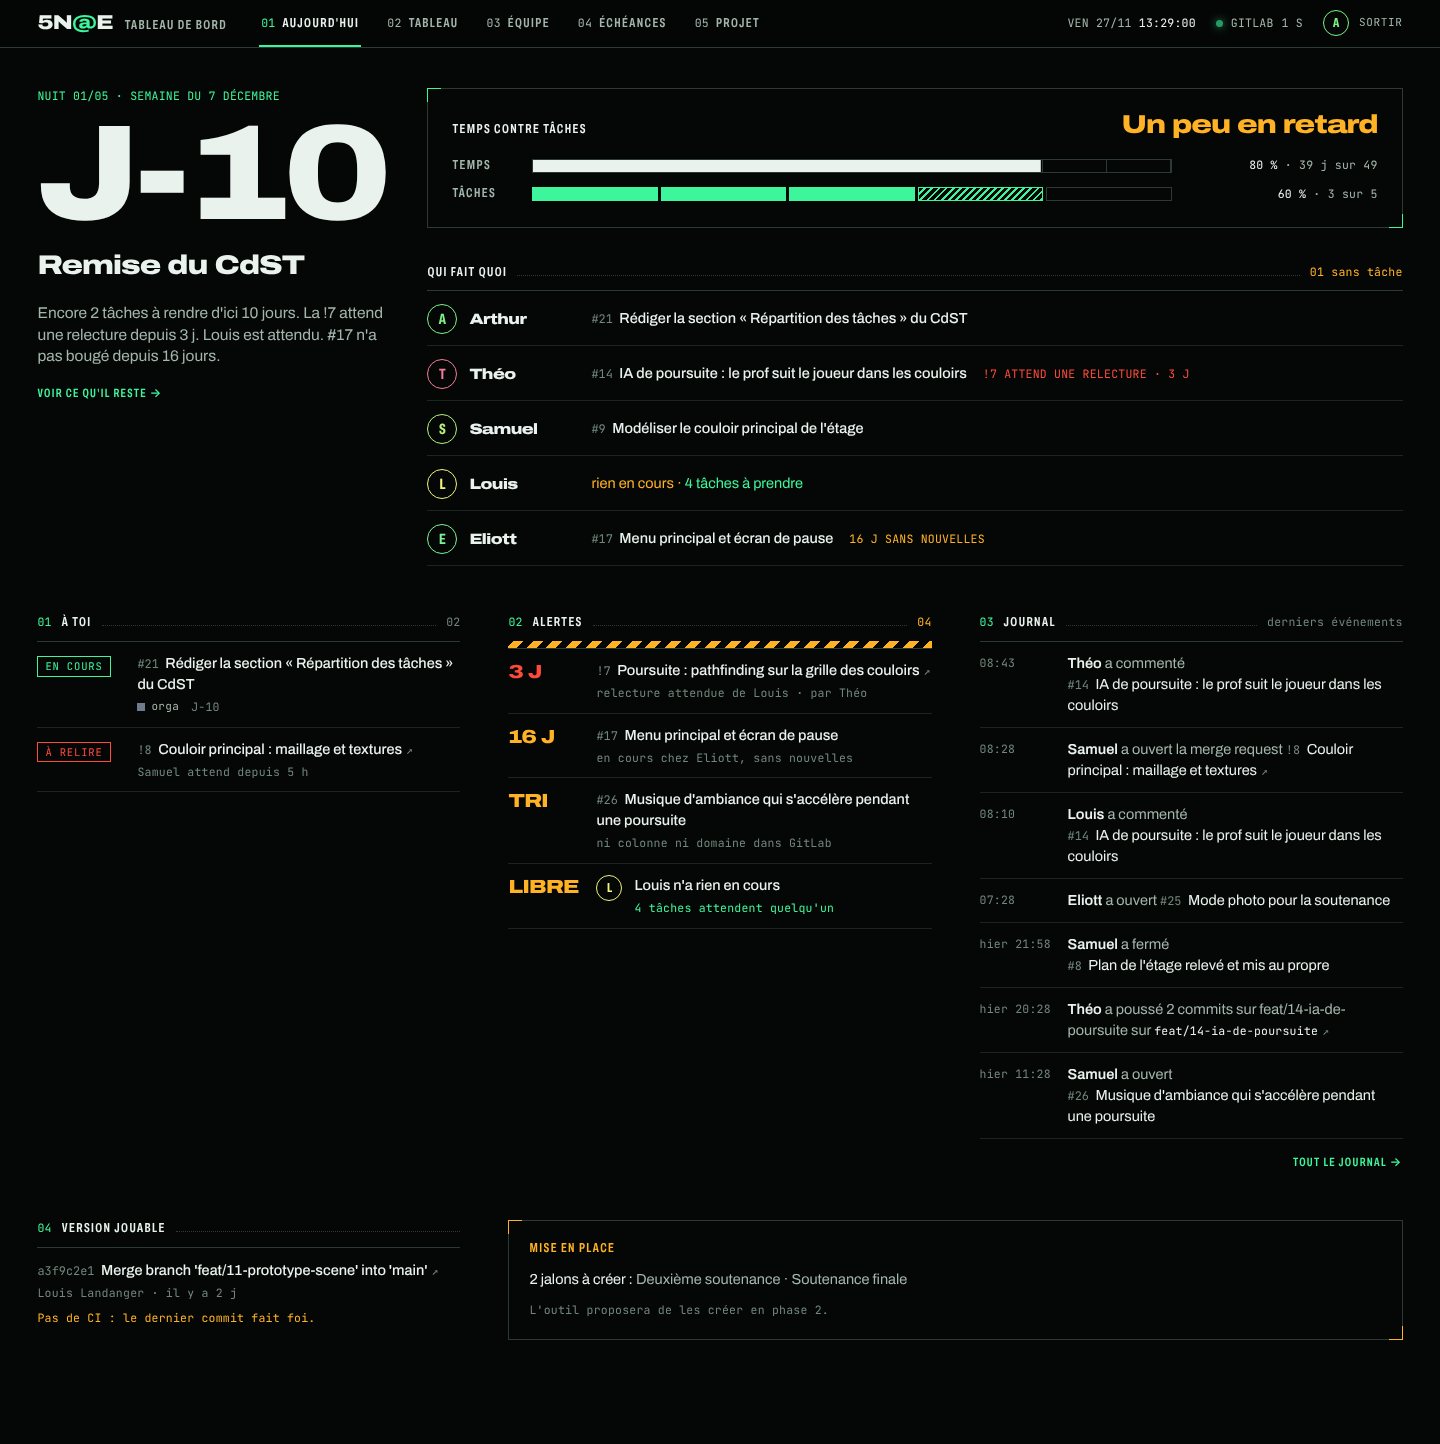 5N@E TABLEAU DE BORD 01 AUJOURD'HUI 02 TABLEAU 03 ÉQUIPE 04 ÉCHÉANCES 05 PROJET VEN 27/11 13:29:00 GITLAB 1 S A SORTIR
NUIT 01/05 · SEMAINE DU 7 DÉCEMBRE
J-10
Remise du CdST
Encore 2 tâches à rendre d'ici 10 jours. La !7 attend
une relecture depuis 3 j. Louis est attendu. #17 n'a
pas bougé depuis 16 jours.
VOIR CE QU'IL RESTE →
TEMPS CONTRE TÂCHES Un peu en retard
TEMPS 80 % · 39 j sur 49
TÂCHES 60 % · 3 sur 5
QUI FAIT QUOI 01 sans tâche
A Arthur #21 Rédiger la section « Répartition des tâches » du CdST
T Théo #14 IA de poursuite : le prof suit le joueur dans les couloirs !7 ATTEND UNE RELECTURE · 3 J
S Samuel #9 Modéliser le couloir principal de l'étage
L Louis rien en cours · 4 tâches à prendre
E Eliott #17 Menu principal et écran de pause 16 J SANS NOUVELLES
01 À TOI 02
EN COURS #21 Rédiger la section « Répartition des tâches »
du CdST
orga J-10
À RELIRE !8 Couloir principal : maillage et textures ↗
Samuel attend depuis 5 h
02 ALERTES 04
3 J !7 Poursuite : pathfinding sur la grille des couloirs ↗
relecture attendue de Louis · par Théo
16 J #17 Menu principal et écran de pause
en cours chez Eliott, sans nouvelles
TRI #26 Musique d'ambiance qui s'accélère pendant
une poursuite
ni colonne ni domaine dans GitLab
LIBRE L Louis n'a rien en cours
4 tâches attendent quelqu'un
03 JOURNAL derniers événements
08:43 Théo a commenté
#14 IA de poursuite : le prof suit le joueur dans les
couloirs
08:28 Samuel a ouvert la merge request !8 Couloir
principal : maillage et textures ↗
08:10 Louis a commenté
#14 IA de poursuite : le prof suit le joueur dans les
couloirs
07:28 Eliott a ouvert #25 Mode photo pour la soutenance
hier 21:58 Samuel a fermé
#8 Plan de l'étage relevé et mis au propre
hier 20:28 Théo a poussé 2 commits sur feat/14-ia-de-
poursuite sur feat/14-ia-de-poursuite ↗
hier 11:28 Samuel a ouvert
#26 Musique d'ambiance qui s'accélère pendant
une poursuite
TOUT LE JOURNAL →
04 VERSION JOUABLE
a3f9c2e1 Merge branch 'feat/11-prototype-scene' into 'main' ↗
Louis Landanger · il y a 2 j
Pas de CI : le dernier commit fait foi.
MISE EN PLACE
2 jalons à créer : Deuxième soutenance · Soutenance finale
L'outil proposera de les créer en phase 2.